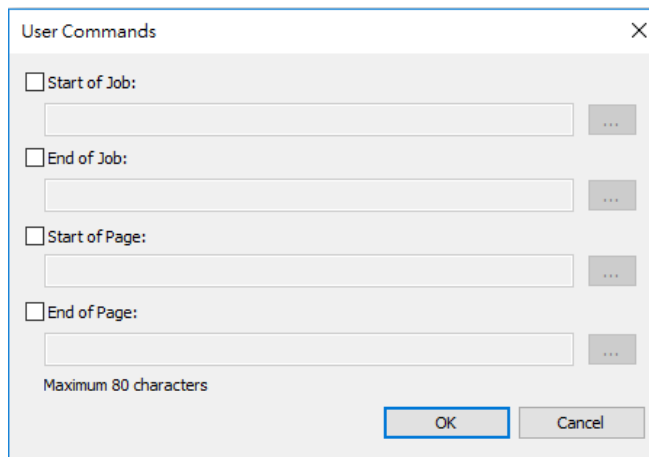 User Commands
Start of Job:
...
End of Job:
...
Start of Page:
...
End of Page:
...
Maximum 80 characters
OK
Cancel